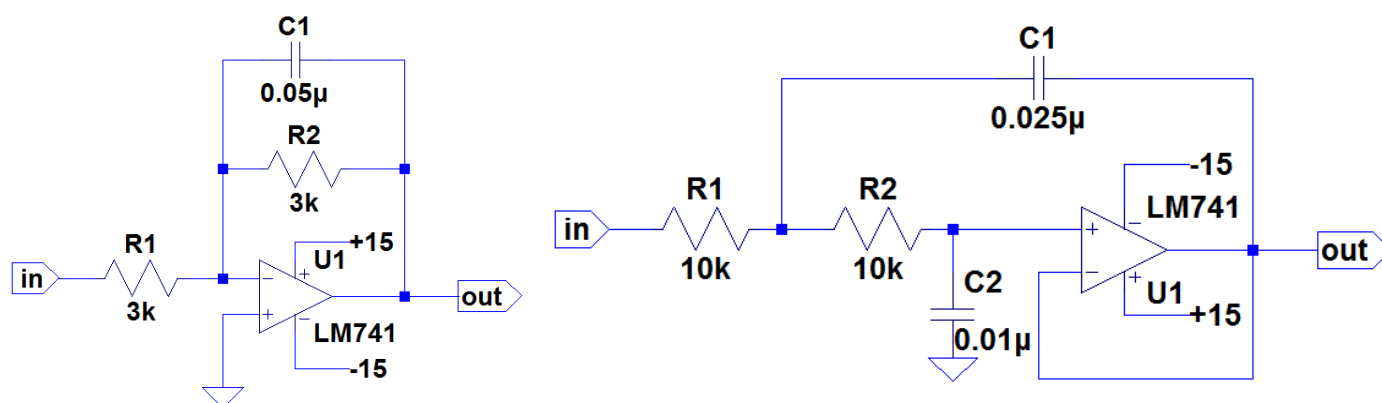 C1
0.05µ
R2
3k
R1
3k
in
+15
U1
-
+
+
-
LM741
-15
out
C1
0.025µ
R1
10k
R2
10k
in
C2
0.01µ
-15
LM741
-
+
-
+
U1
+15
out